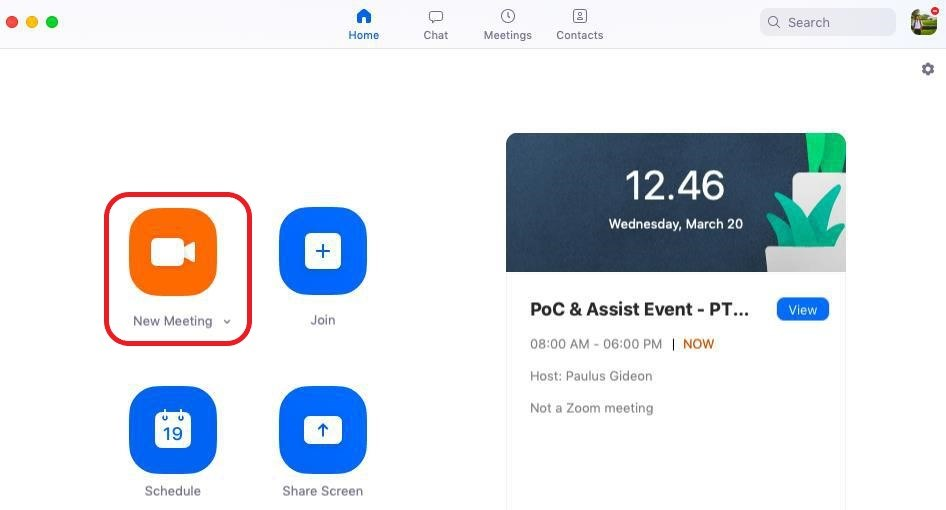 Home
Chat
Meetings
Contacts
Search
12.46
Wednesday, March 20
New Meeting
Join
19
Schedule
Share Screen
PoC & Assist Event - PT...
View
08:00 AM - 06:00 PM | NOW
Host: Paulus Gideon
Not a Zoom meeting